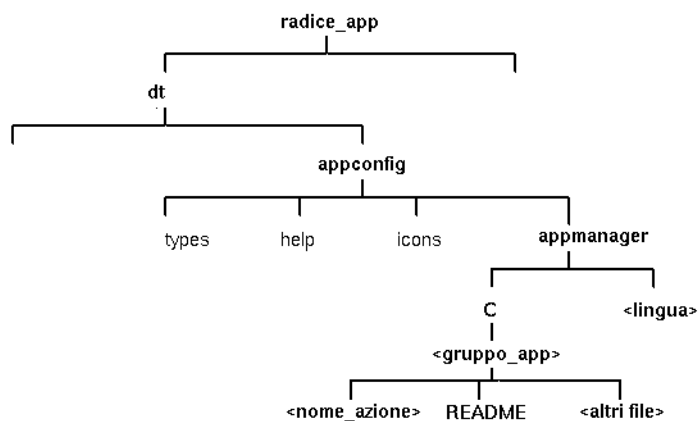 radice_app
dt
appconfig
types help icons appmanager
C <lingua>
<gruppo_app>
<nome_azione> README <altri file>